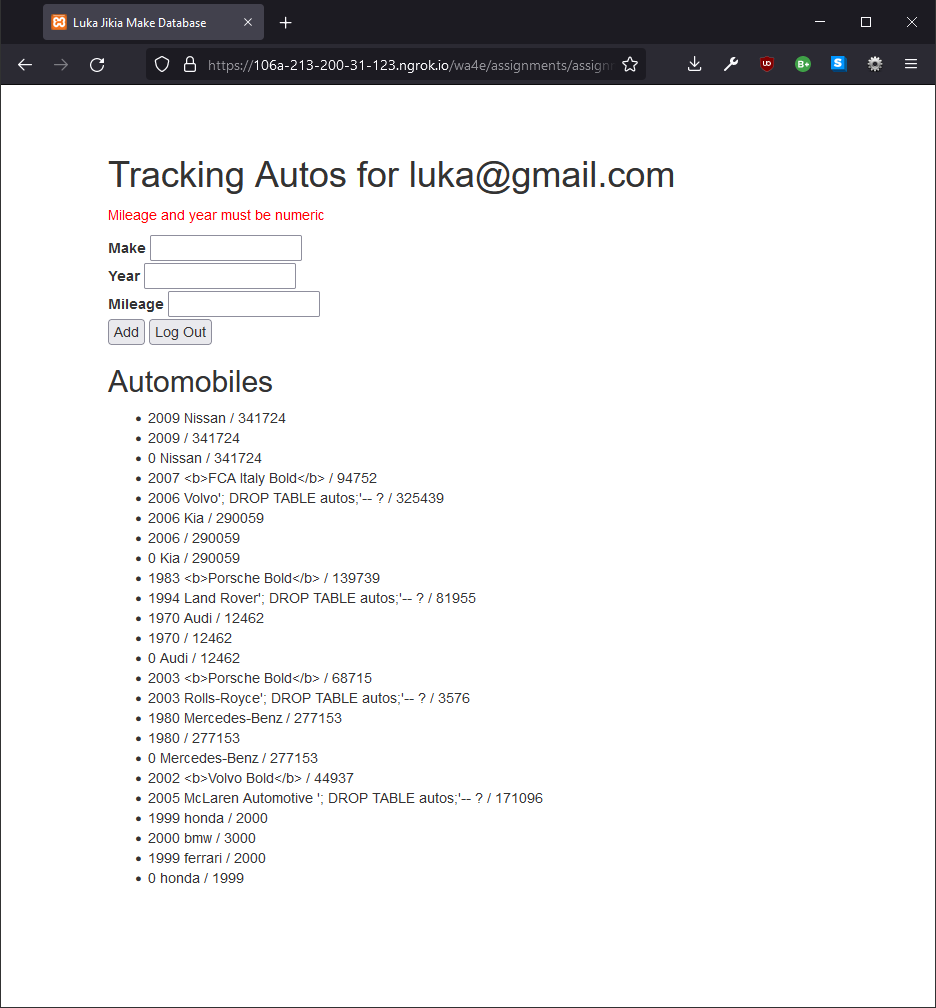 Luka Jikia Make Database
https://106a-213-200-31-123.ngrok.io/wa4e/assignments/assign
Tracking Autos for luka@gmail.com
Mileage and year must be numeric
Make
Year
Mileage
Add Log Out
Automobiles
• 2009 Nissan / 341724
• 2009 / 341724
• 0 Nissan / 341724
• 2007 <b>FCA Italy Bold</b> / 94752
• 2006 Volvo'; DROP TABLE autos;'-- ? / 325439
• 2006 Kia / 290059
• 2006 / 290059
• 0 Kia / 290059
• 1983 <b>Porsche Bold</b> / 139739
• 1994 Land Rover'; DROP TABLE autos;'-- ? / 81955
• 1970 Audi / 12462
• 1970 / 12462
• 0 Audi / 12462
• 2003 <b>Porsche Bold</b> / 68715
• 2003 Rolls-Royce'; DROP TABLE autos;'-- ? / 3576
• 1980 Mercedes-Benz / 277153
• 1980 / 277153
• 0 Mercedes-Benz / 277153
• 2002 <b>Volvo Bold</b> / 44937
• 2005 McLaren Automotive '; DROP TABLE autos;'-- ? / 171096
• 1999 honda / 2000
• 2000 bmw / 3000
• 1999 ferrari / 2000
• 0 honda / 1999